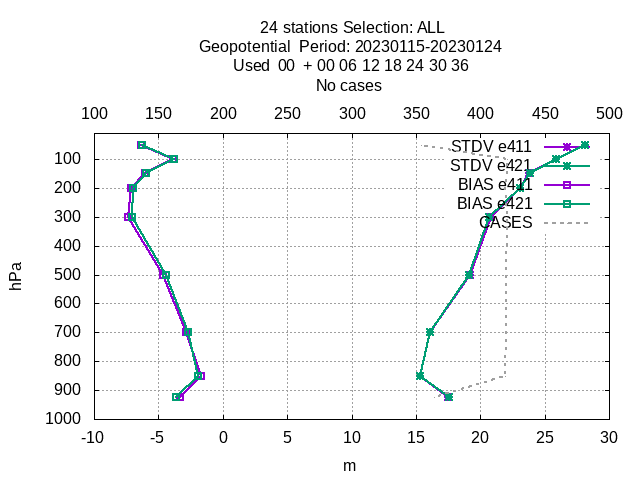 24 stations Selection: ALL
Geopotential  Period: 20230115-20230124
Used  00  + 00 06 12 18 24 30 36
No cases
100 150 200 250 300 350 400 450 500
STDV e411
STDV e421
BIAS e411
BIAS e421
CASES
100
200
300
400
500
600
700
800
900
1000
hPa
-10 -5 0 5 10 15 20 25 30
m